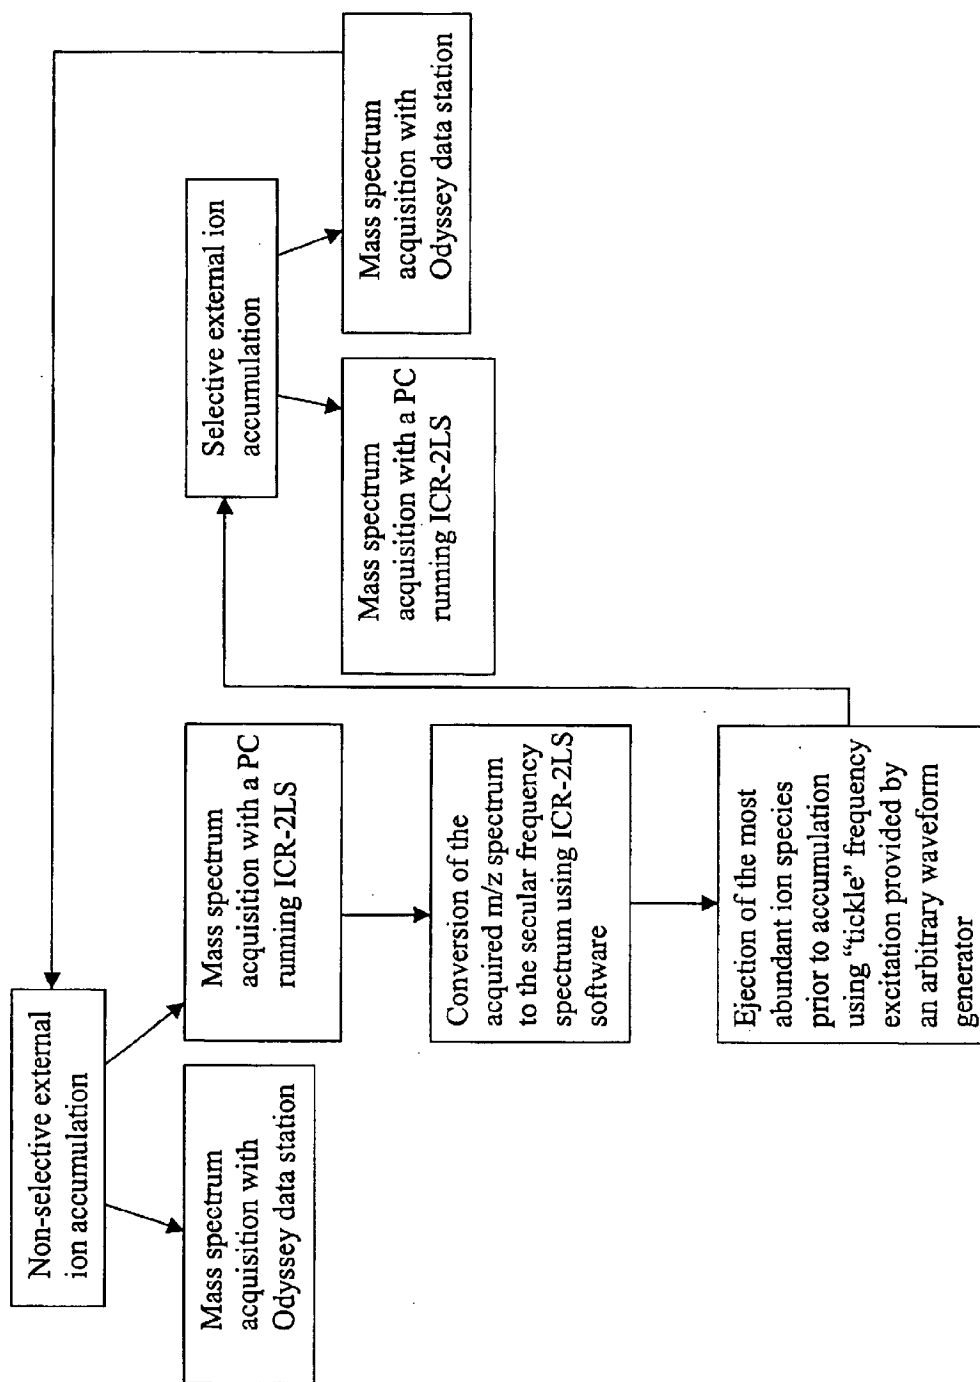 Non-selective external
ion accumulation
Mass spectrum
acquisition with
Odyssey data station
Mass spectrum
acquisition with a PC
running ICR-2LS
Conversion of the
acquired m/z spectrum
to the secular frequency
spectrum using ICR-2LS
software
Ejection of the most
abundant ion species
prior to accumulation
using “tickle” frequency
excitation provided by
an arbitrary waveform
generator
Selective external ion
accumulation
Mass spectrum
acquisition with a PC
running ICR-2LS
Mass spectrum
acquisition with
Odyssey data station